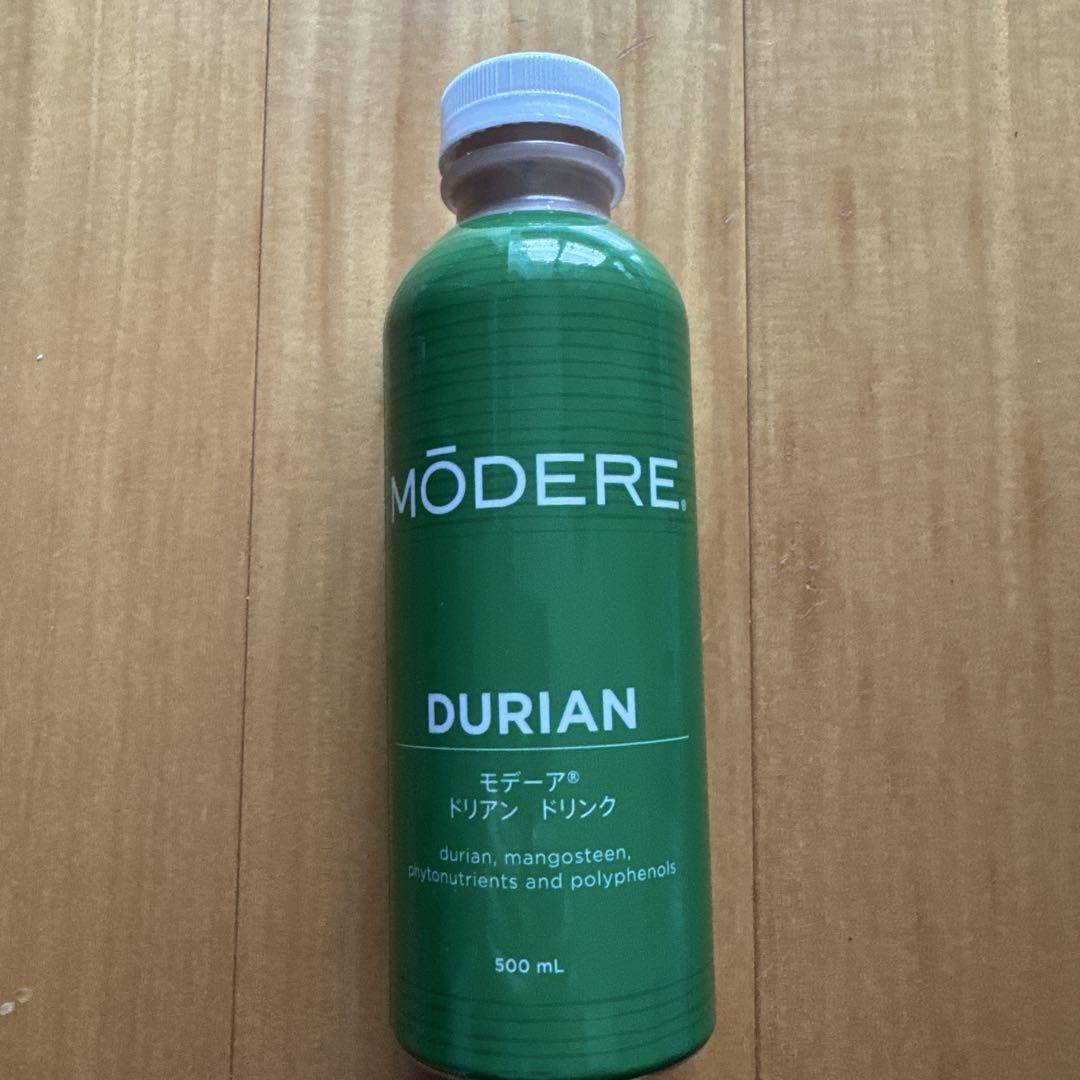 MŌDERE®
DURIAN
モデーア®
ドリアン ドリンク
durian, mangosteen,
phytonutrients and polyphenols
500 mL